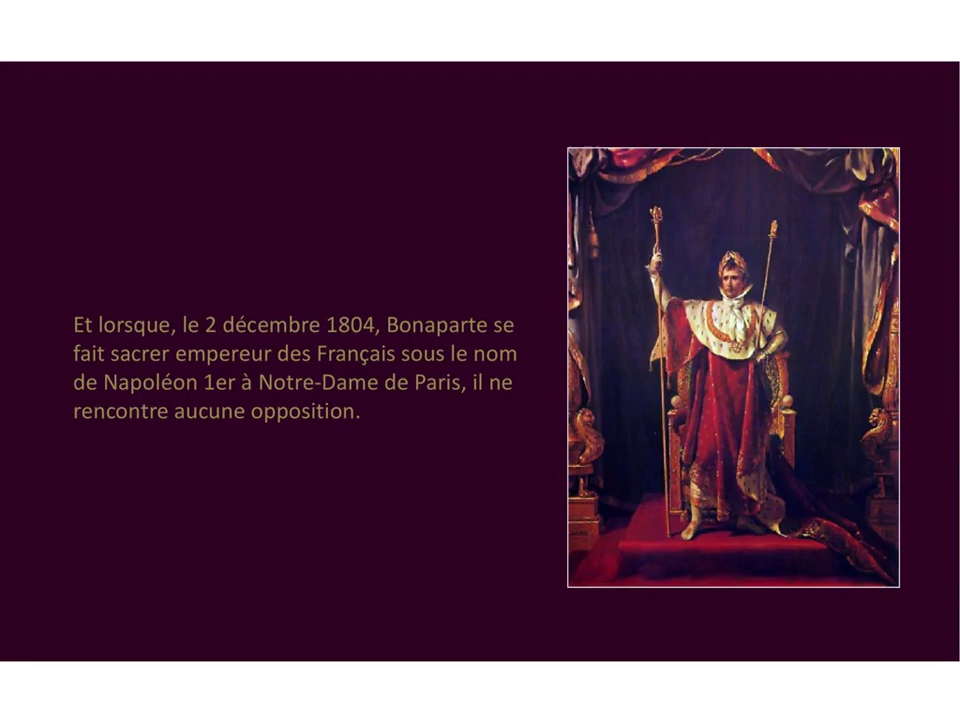 Et lorsque, le 2 décembre 1804, Bonaparte se
fait sacrer empereur des Français sous le nom
de Napoléon 1er à Notre-Dame de Paris, il ne
rencontre aucune opposition.